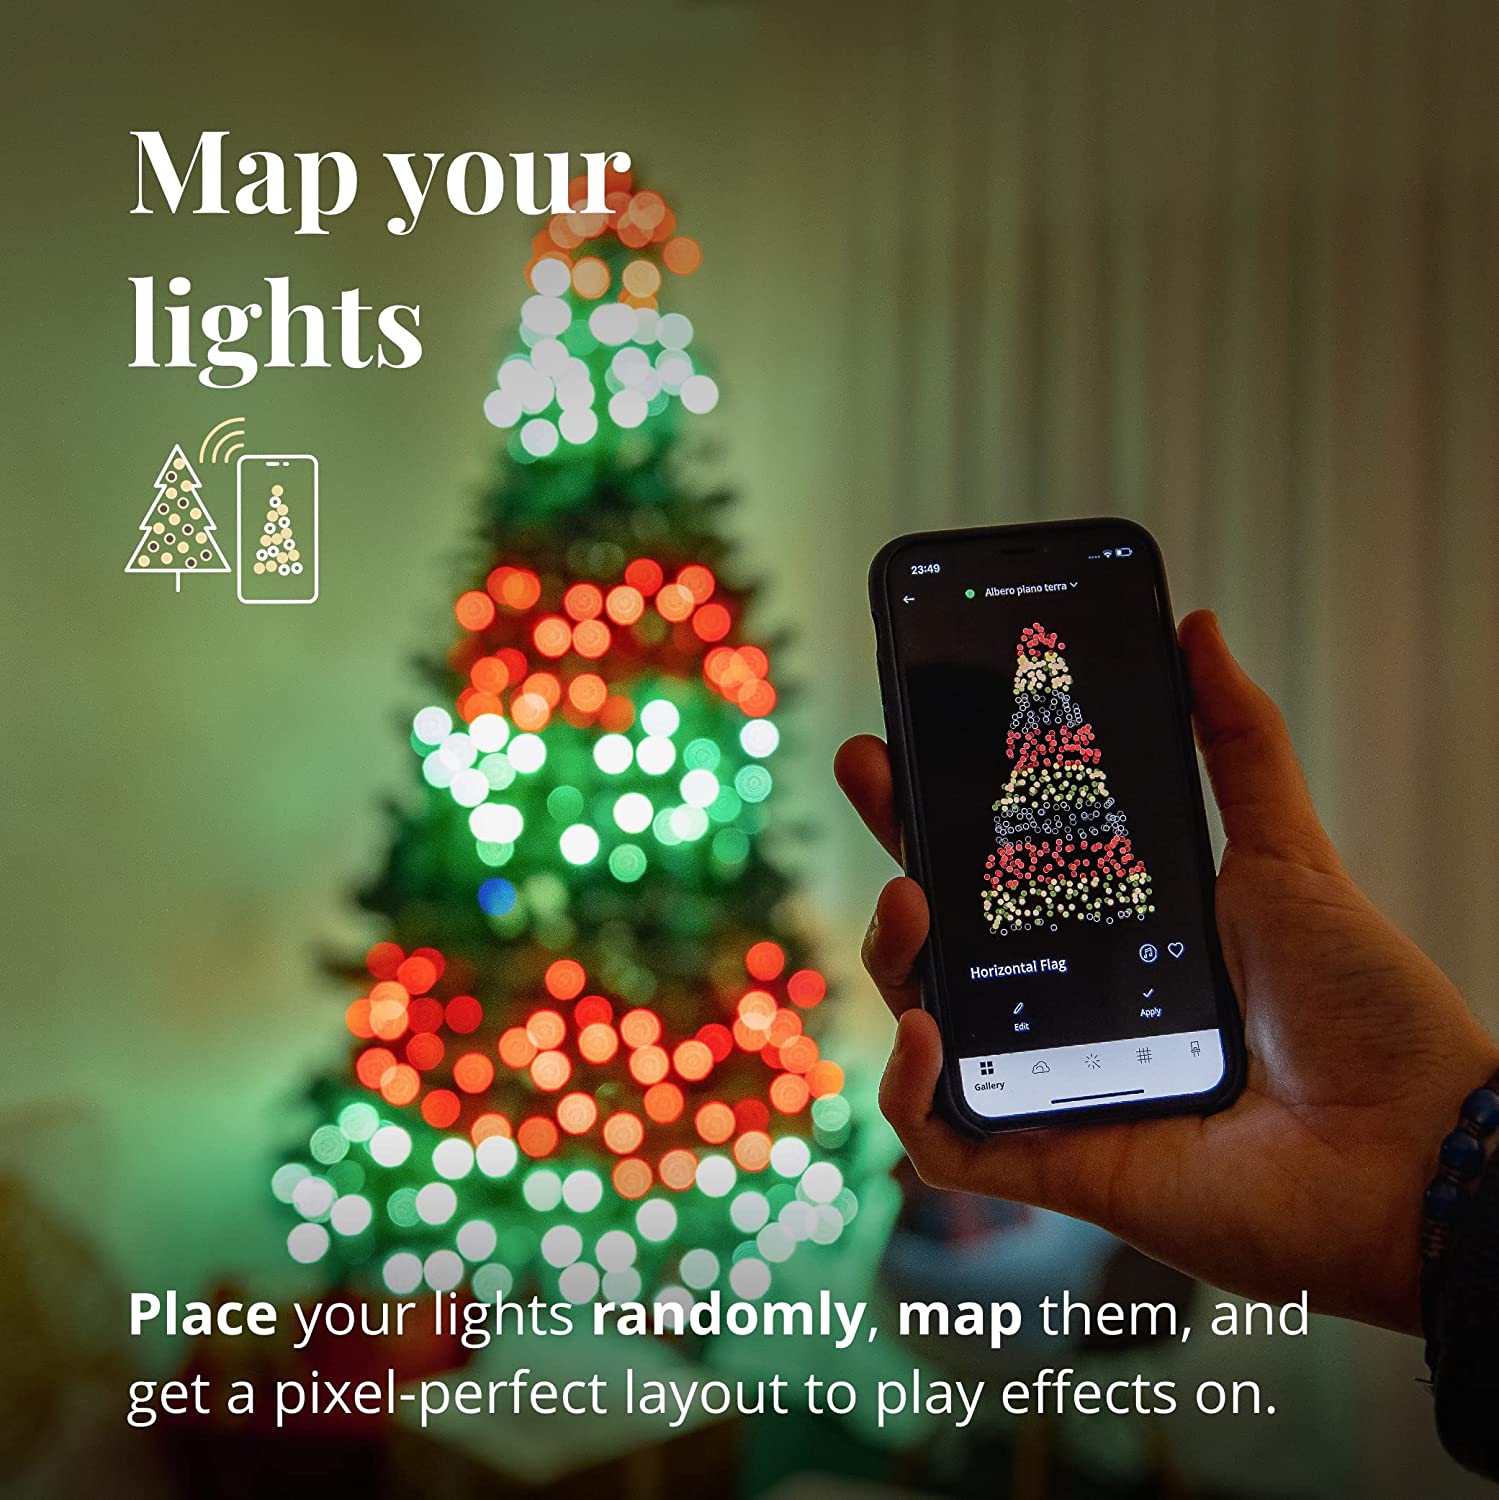 Map your
lights
23:49
Albero piano terra
Horizontal Flag
Edit
Apply
Gallery
Place your lights randomly, map them, and
get a pixel-perfect layout to play effects on.